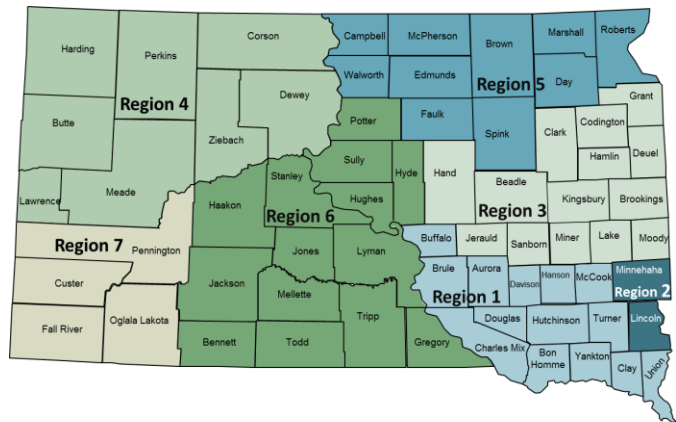 Harding
Perkins
Corson
Campbell
McPherson
Brown
Marshall
Roberts
Walworth
Edmunds
Region 5
Day
Dewey
Region 4
Butte
Ziebach
Potter
Faulk
Spink
Grant
Clark
Codington
Hamlin
Deuel
Meade
Lawrence
Sully
Stanley
Hyde
Hand
Beadle
Haakon
Hughes
Region 6
Region 3
Kingsbury
Brookings
Region 7
Pennington
Jones
Lyman
Buffalo
Jerauld
Sanborn
Miner
Lake
Moody
Custer
Jackson
Mellette
Brule
Aurora
Region 1
Davison
Hanson
McCook
Minnehaha
Region 2
Fall River
Oglala Lakota
Tripp
Douglas
Hutchinson
Turner
Lincoln
Bennett
Todd
Gregory
Charles Mix
Bon
Homme
Yankton
Clay
Union